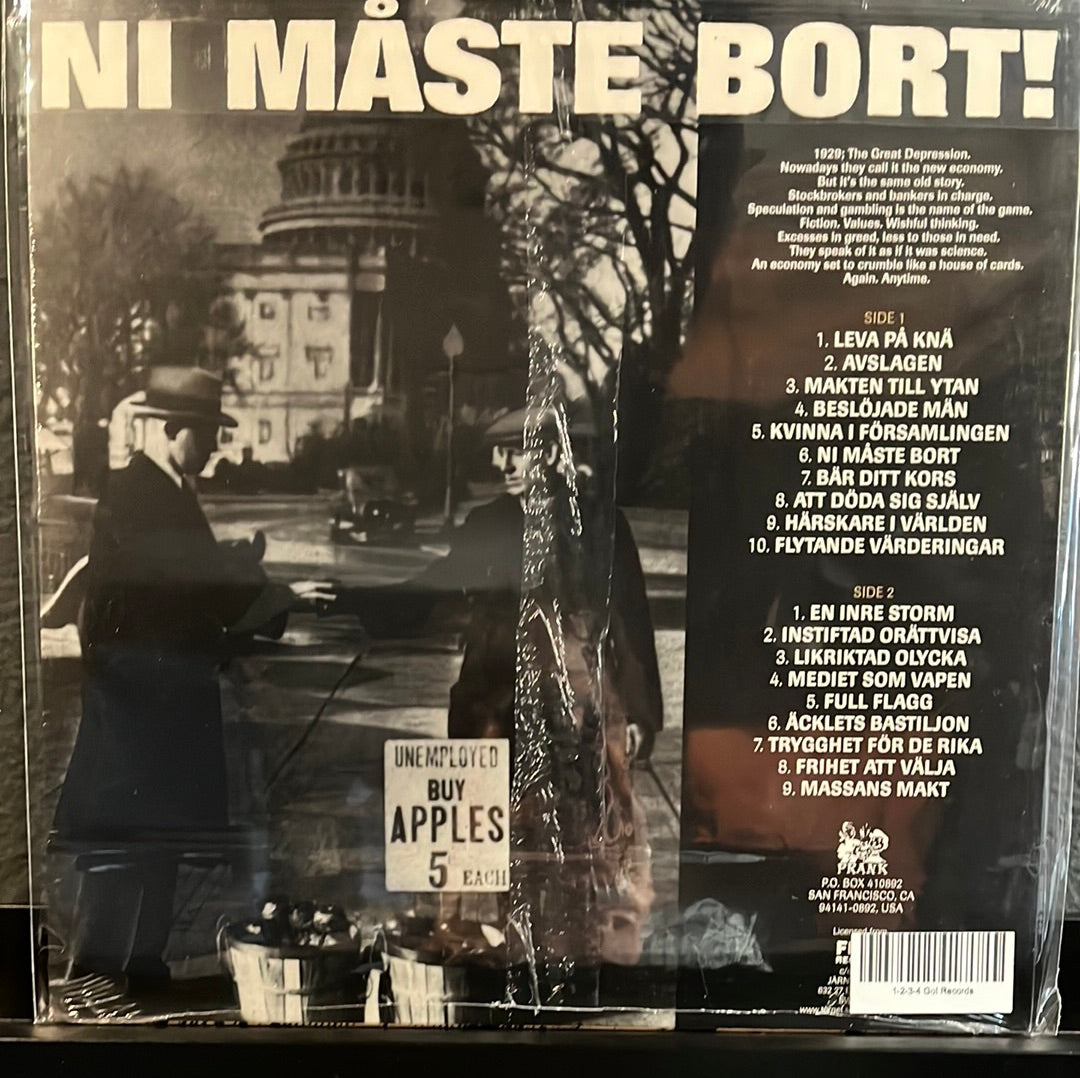 NI MÅSTE BORT!
1929; The Great Depression.
Nowadays they call it the new economy.
But it's the same old story.
Stockbrokers and bankers in charge.
Speculation and gambling is the name of the game.
Fiction. Values. Wishful thinking.
Excesses in greed, less to those in need.
They speak of it as if it was science.
An economy set to crumble like a house of cards.
Again. Anytime.
SIDE 1
1. LEVA PÅ KNÄ
2. AVSLAGEN
3. MAKTEN TILL YTAN
4. BESLÖJADE MÄN
5. KVINNA I FÖRSAMLINGEN
6. NI MÅSTE BORT
7. BÄR DITT KORS
8. ATT DÖDA SIG SJÄLV
9. HÄRSKARE I VÄRLDEN
10. FLYTANDE VÄRDERINGAR
SIDE 2
1. EN INRE STORM
2. INSTIFTAD ORÄTTVISA
3. LIKRIKTAD OLYCKA
4. MEDIET SOM VAPEN
5. FULL FLAGG
6. ÄCKLETS BASTILJON
7. TRYGGHET FÖR DE RIKA
8. FRIHET ATT VÄLJA
9. MASSANS MAKT
UNEMPLOYED
BUY
APPLES
5 EACH
PRANK
P.O. BOX 410892
SAN FRANCISCO, CA
94141-0892, USA
Licensed from
1-2-3-4 Go! Records